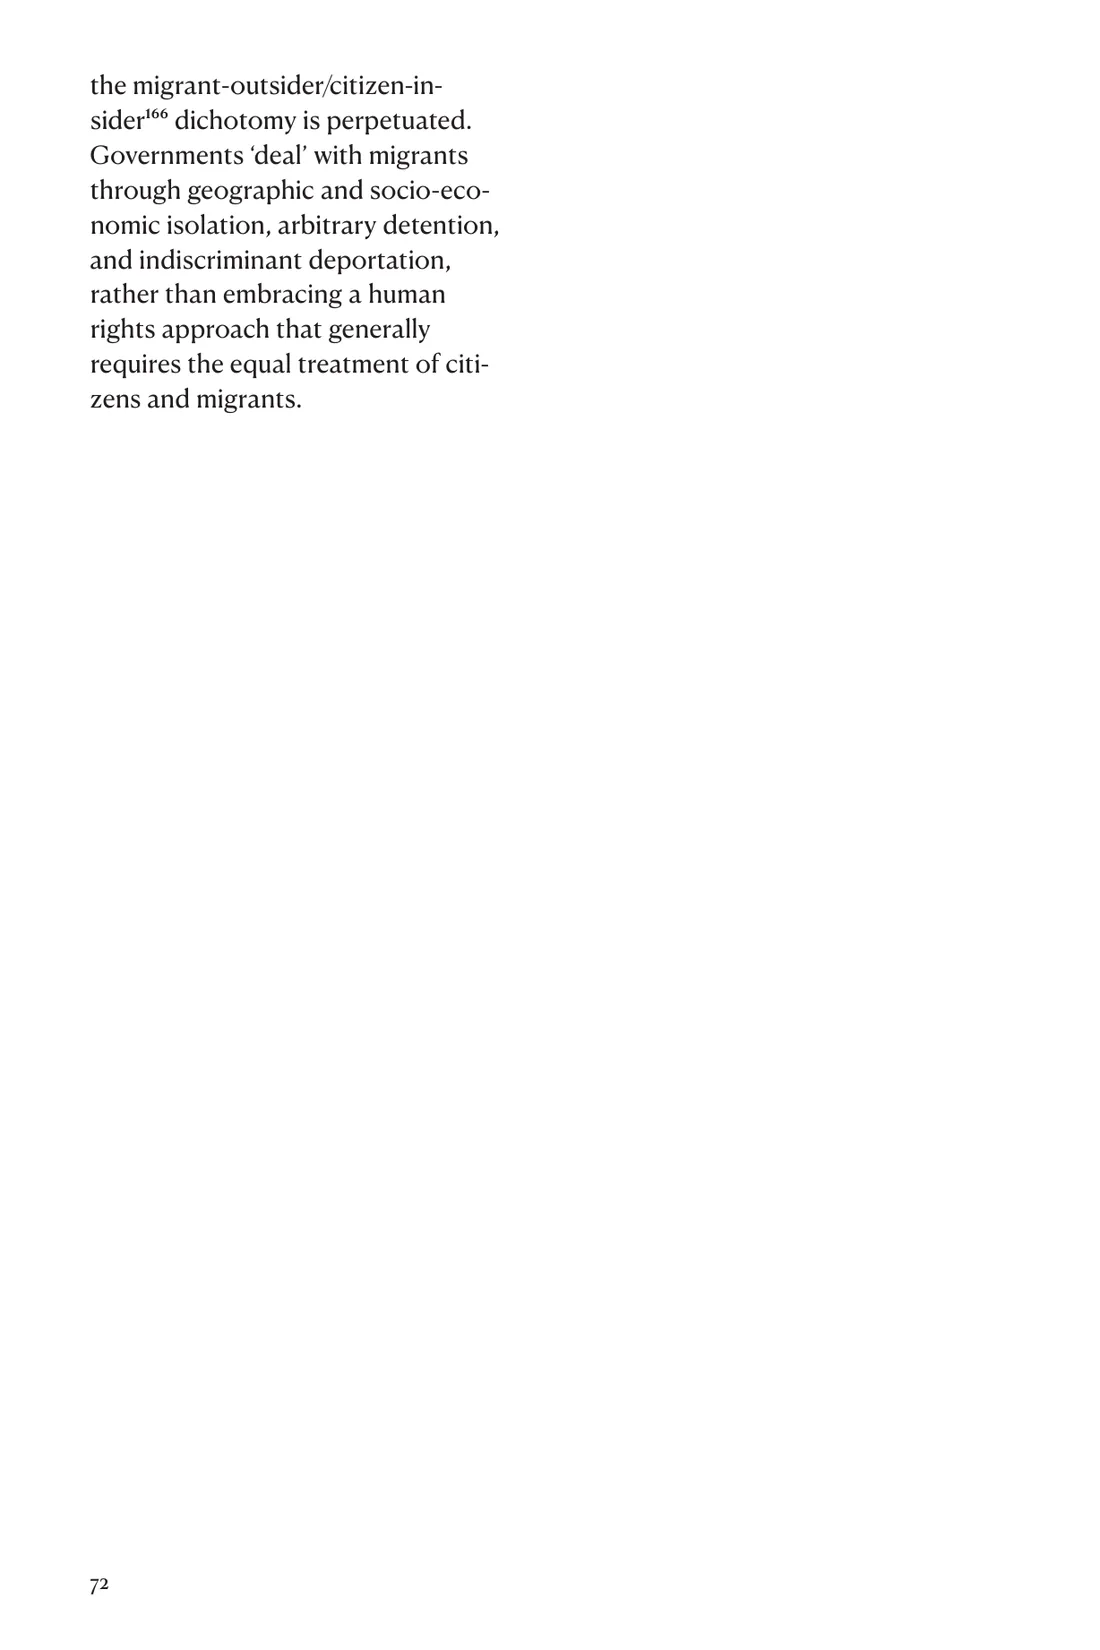 the migrant-outsider/citizen-in-
sider¹⁶⁶ dichotomy is perpetuated.
Governments ‘deal’ with migrants
through geographic and socio-eco-
nomic isolation, arbitrary detention,
and indiscriminant deportation,
rather than embracing a human
rights approach that generally
requires the equal treatment of citi-
zens and migrants.
72